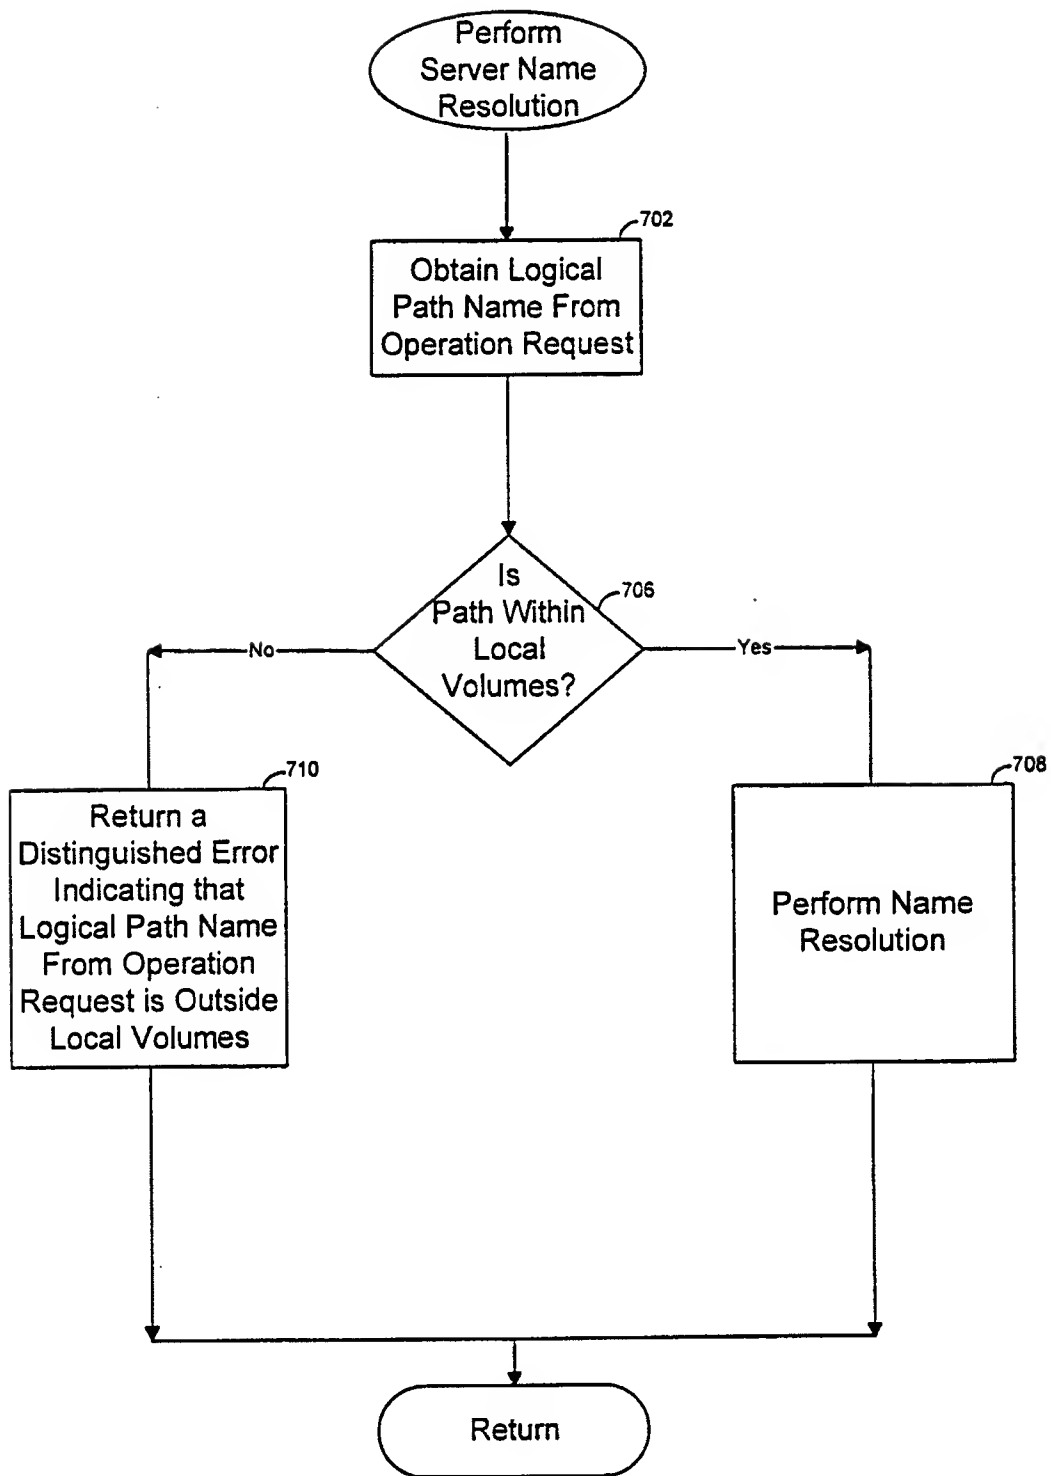 Perform
Server Name
Resolution
702
Obtain Logical
Path Name From
Operation Request
706
Is
Path Within
Local
Volumes?
No
Yes
710
Return a
Distinguished Error
Indicating that
Logical Path Name
From Operation
Request is Outside
Local Volumes
708
Perform Name
Resolution
Return